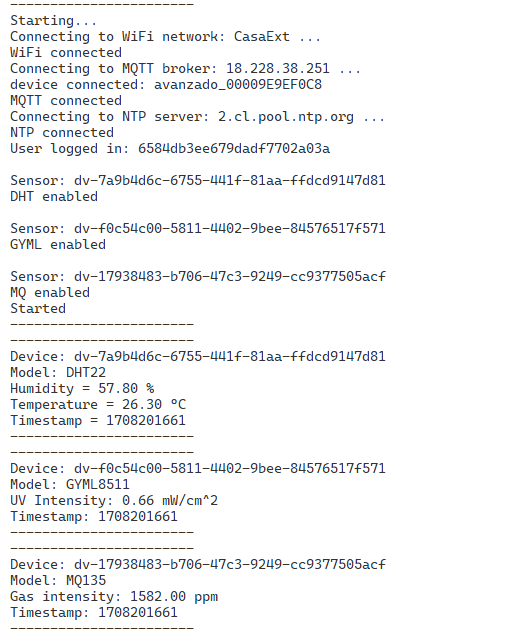 -----------------------
Starting...
Connecting to WiFi network: CasaExt ...
WiFi connected
Connecting to MQTT broker: 18.228.38.251 ...
device connected: avanzado_00009E9EF0C8
MQTT connected
Connecting to NTP server: 2.cl.pool.ntp.org ...
NTP connected
User logged in: 6584db3ee679dadf7702a03a

Sensor: dv-7a9b4d6c-6755-441f-81aa-ffdcd9147d81
DHT enabled

Sensor: dv-f0c54c00-5811-4402-9bee-84576517f571
GYML enabled

Sensor: dv-17938483-b706-47c3-9249-cc9377505acf
MQ enabled
Started
-----------------------
-----------------------
Device: dv-7a9b4d6c-6755-441f-81aa-ffdcd9147d81
Model: DHT22
Humidity = 57.80 %
Temperature = 26.30 ºC
Timestamp = 1708201661
-----------------------
-----------------------
Device: dv-f0c54c00-5811-4402-9bee-84576517f571
Model: GYML8511
UV Intensity: 0.66 mW/cm^2
Timestamp: 1708201661
-----------------------
-----------------------
Device: dv-17938483-b706-47c3-9249-cc9377505acf
Model: MQ135
Gas intensity: 1582.00 ppm
Timestamp: 1708201661
-----------------------